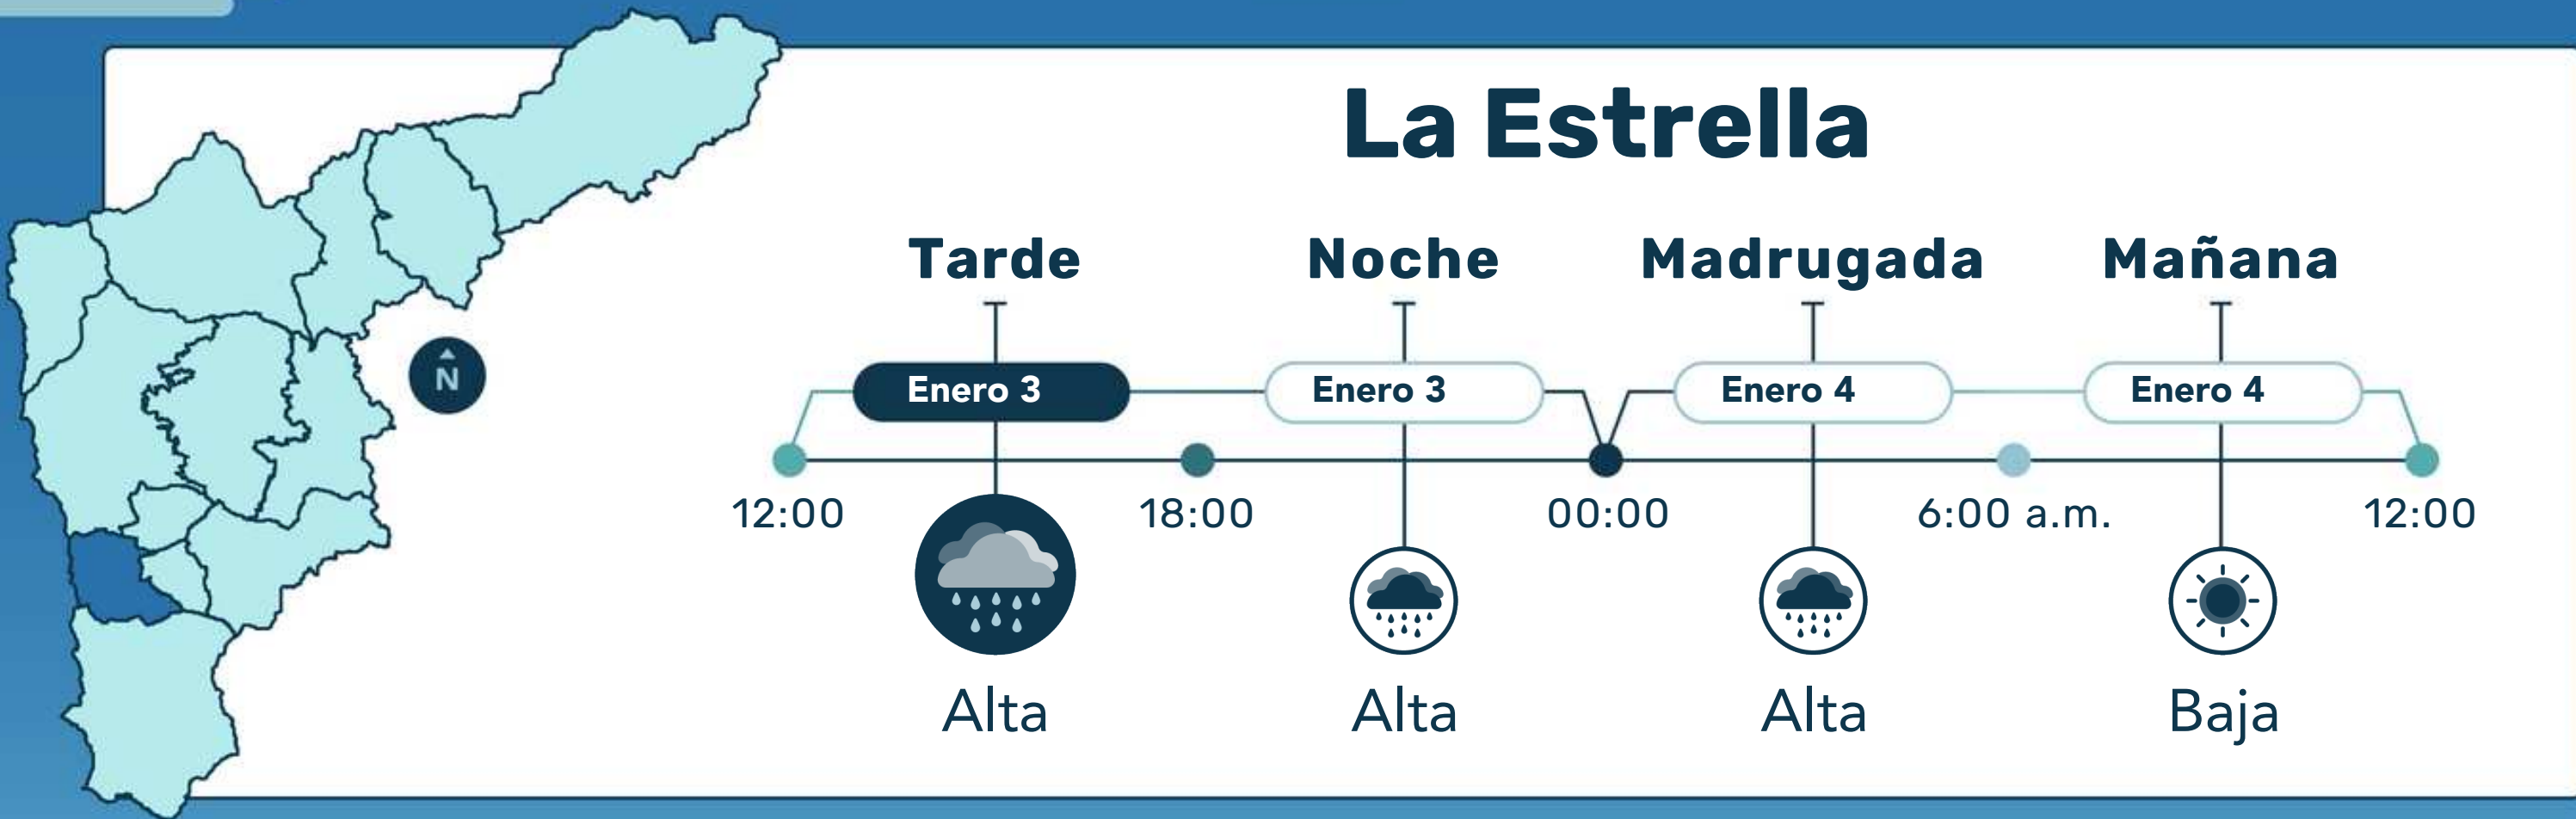 La Estrella
Tarde Noche Madrugada Mañana
N
Enero 3 Enero 3 Enero 4 Enero 4
12:00 18:00 00:00 6:00 a.m. 12:00
Alta Alta Alta Baja